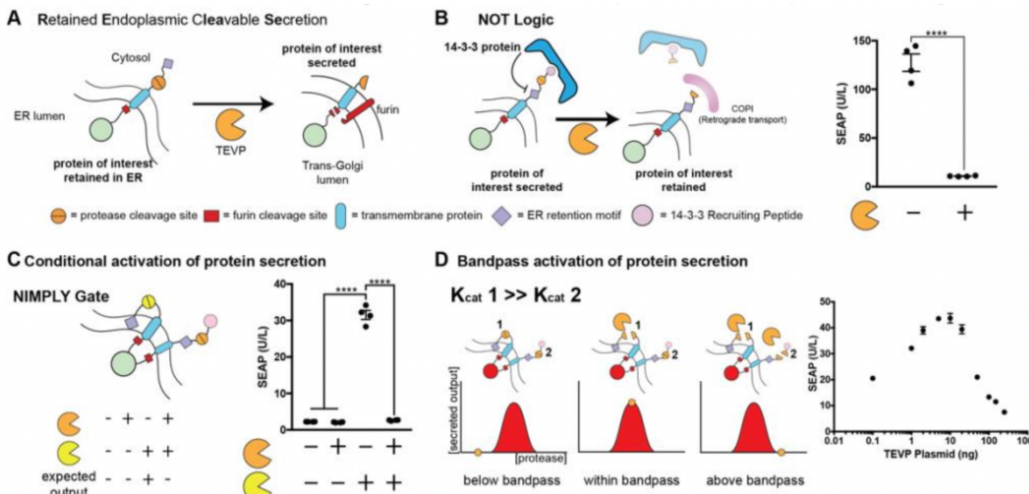 A Retained Endoplasmic Cleavable Secretion
Cytosol
ER lumen
protein of interest
retained in ER
TEVP
protein of interest
secreted
furin
Trans-Golgi
lumen
B NOT Logic
14-3-3 protein
protein of
interest secreted
COPI
(Retrograde transport)
protein of interest
retained
SEAP (U/L)
150
100
50
0
****
− +
= protease cleavage site
= furin cleavage site
= transmembrane protein
= ER retention motif
= 14-3-3 Recruiting Peptide
C Conditional activation of protein secretion
NIMPLY Gate
− + − +
− − + +
expected
output
− − + −
SEAP (U/L)
40
30
20
10
0
**** ****
− + − +
− − + +
D Bandpass activation of protein secretion
Kcat 1 >> Kcat 2
1
2
1
2
1
2
[secreted output]
[protease]
below bandpass
within bandpass
above bandpass
SEAP (U/L)
50
40
30
20
10
0
0.01 0.1 1 10 100 1000
TEVP Plasmid (ng)